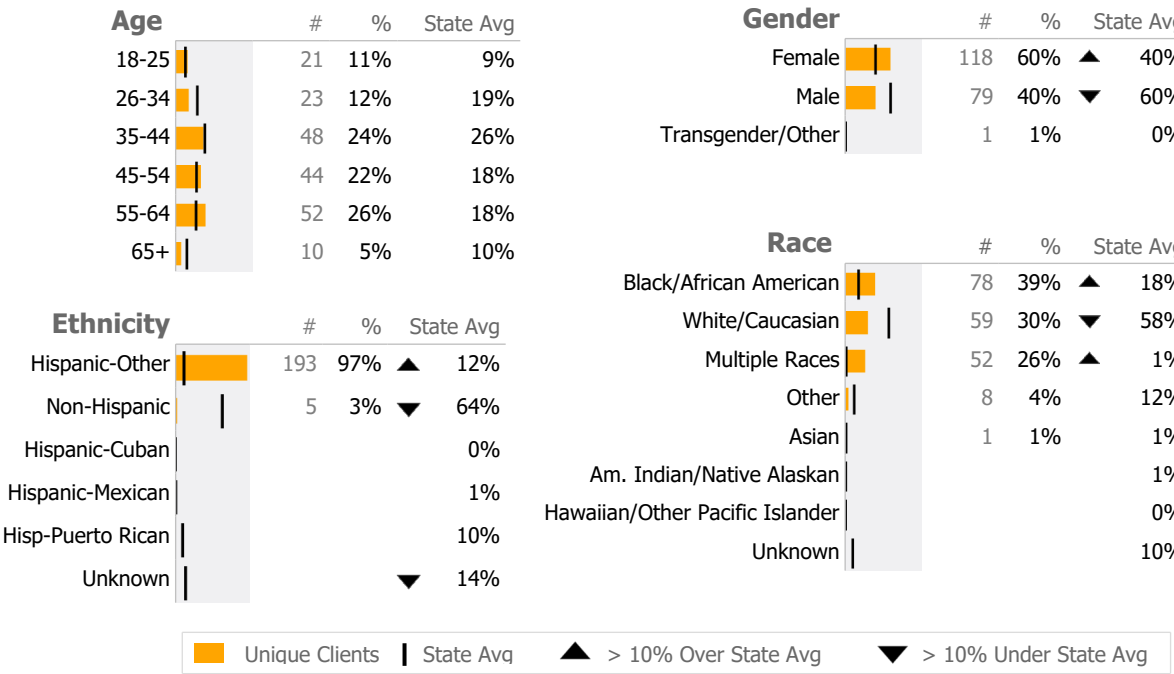 Age # % State Avg
18-25 21 11% 9%
26-34 23 12% 19%
35-44 48 24% 26%
45-54 44 22% 18%
55-64 52 26% 18%
65+ 10 5% 10%
Ethnicity # % State Avg
Hispanic-Other 193 97% ▲ 12%
Non-Hispanic 5 3% ▼ 64%
Hispanic-Cuban 0%
Hispanic-Mexican 1%
Hisp-Puerto Rican 10%
Unknown ▼ 14%
Gender # % State Avg
Female 118 60% ▲ 40%
Male 79 40% ▼ 60%
Transgender/Other 1 1% 0%
Race # % State Avg
Black/African American 78 39% ▲ 18%
White/Caucasian 59 30% ▼ 58%
Multiple Races 52 26% ▲ 1%
Other 8 4% 12%
Asian 1 1% 1%
Am. Indian/Native Alaskan 1%
Hawaiian/Other Pacific Islander 0%
Unknown 10%
Unique Clients State Avg ▲ > 10% Over State Avg ▼ > 10% Under State Avg